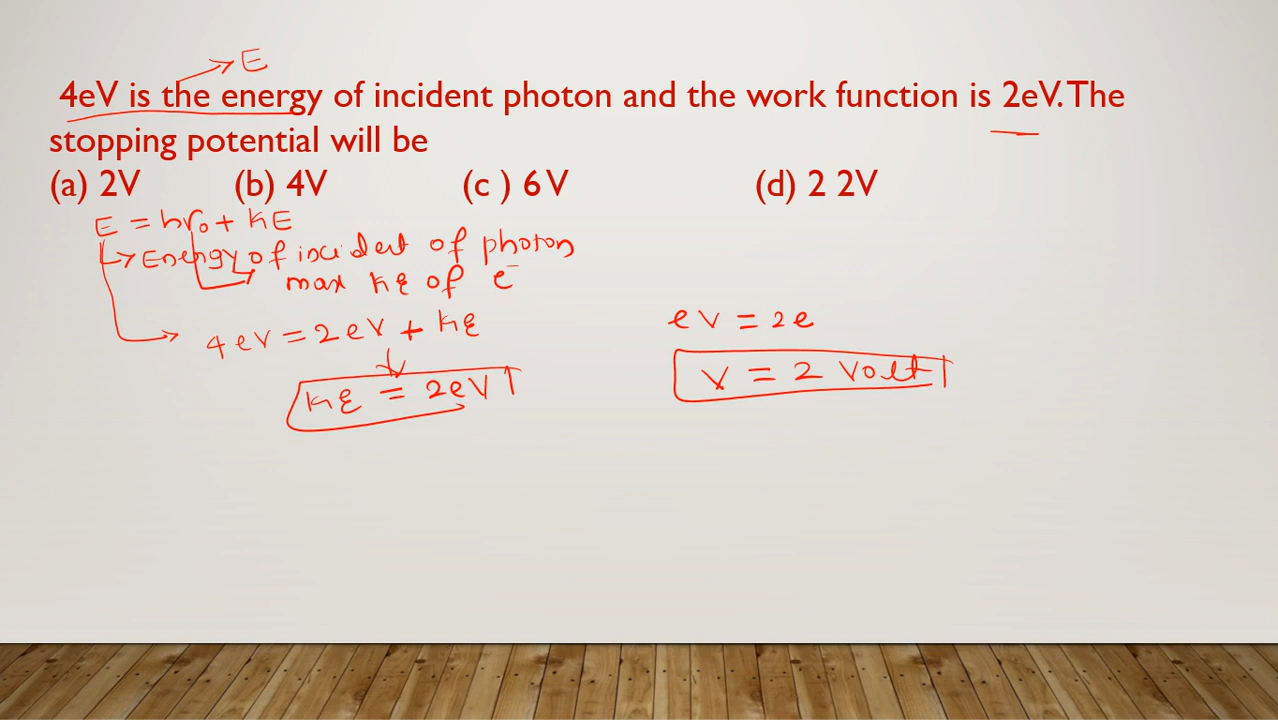 E
4eV is the energy of incident photon and the work function is 2eV. The
stopping potential will be
(a) 2V (b) 4V (c ) 6 V (d) 2 2V
E = hν₀ + KE
Energy of incident of photon
max KE of e⁻
4eV = 2eV + KE
KE = 2eV
eV = 2e
V = 2 Volt